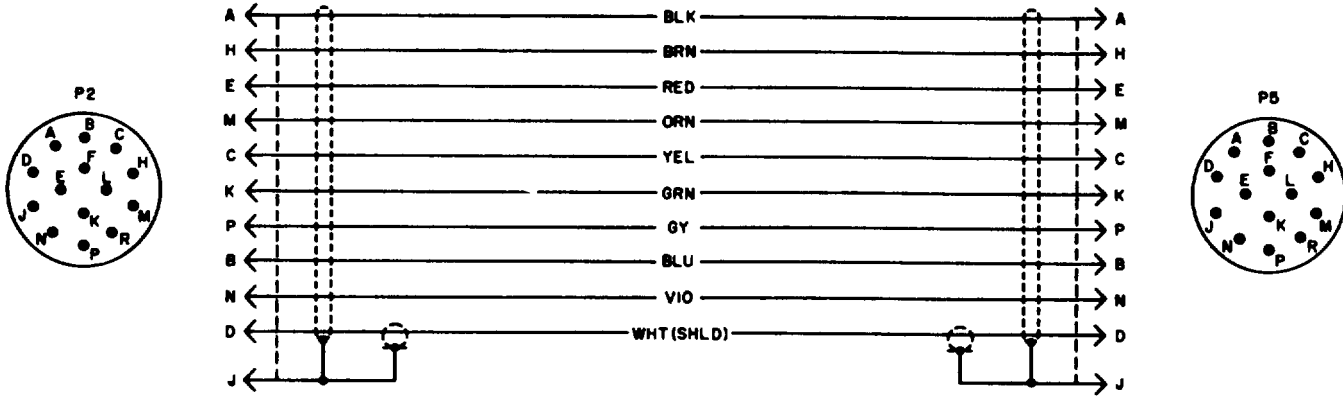 A BLK A
H BRN H
E RED E
M ORN M
C YEL C
K GRN K
P GY P
B BLU B
N VIO N
D WHT (SHLD) D
J J
P2
B
A C
F
D H
E L
J K M
N R
P
P5
B
A C
F
D H
E L
J K M
N R
P